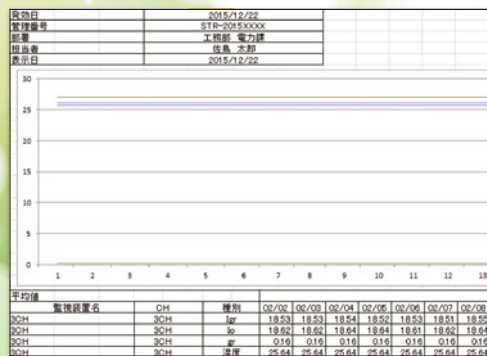 発効日 2015/12/22
管理番号 STR-2015XXXX
部署 工務部 電力課
担当者 佐鳥 太郎
表示日 2015/12/22
30
25
20
15
10
5
0
1 2 3 4 5 6 7 8 9 10 11 12 13
平均値
監視装置名 CH 種別 02/02 02/03 02/04 02/05 02/06 02/07 02/08
3CH 3CH Igr 18.53 18.53 18.54 18.52 18.53 18.51 18.55
3CH 3CH Io 18.62 18.62 18.64 18.64 18.61 18.62 18.64
3CH 3CH gr 0.16 0.16 0.16 0.16 0.16 0.16 0.16
3CH 3CH 温度 25.64 25.64 25.64 25.64 25.64 25.64 25.64